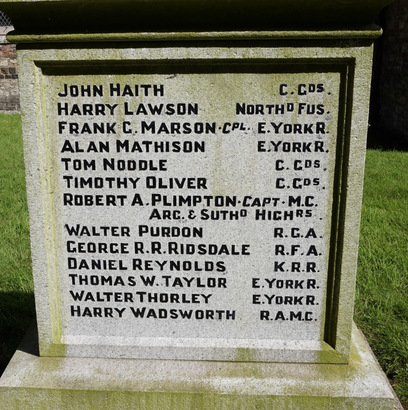 JOHN HAITH C. GDS.
HARRY LAWSON NORTHD FUS.
FRANK C. MARSON · CPL · E. YORK R.
ALAN MATHISON E. YORK R.
TOM NODDLE C. GDS.
TIMOTHY OLIVER C. GDS.
ROBERT A. PLIMPTON · CAPT · M.C.
ARG. & SUTHD HIGHRS.
WALTER PURDON R.G.A.
GEORGE R.R. RIDSDALE R.F.A.
DANIEL REYNOLDS K.R.R.
THOMAS W. TAYLOR E. YORK R.
WALTER THORLEY E. YORK R.
HARRY WADSWORTH R.A.M.C.